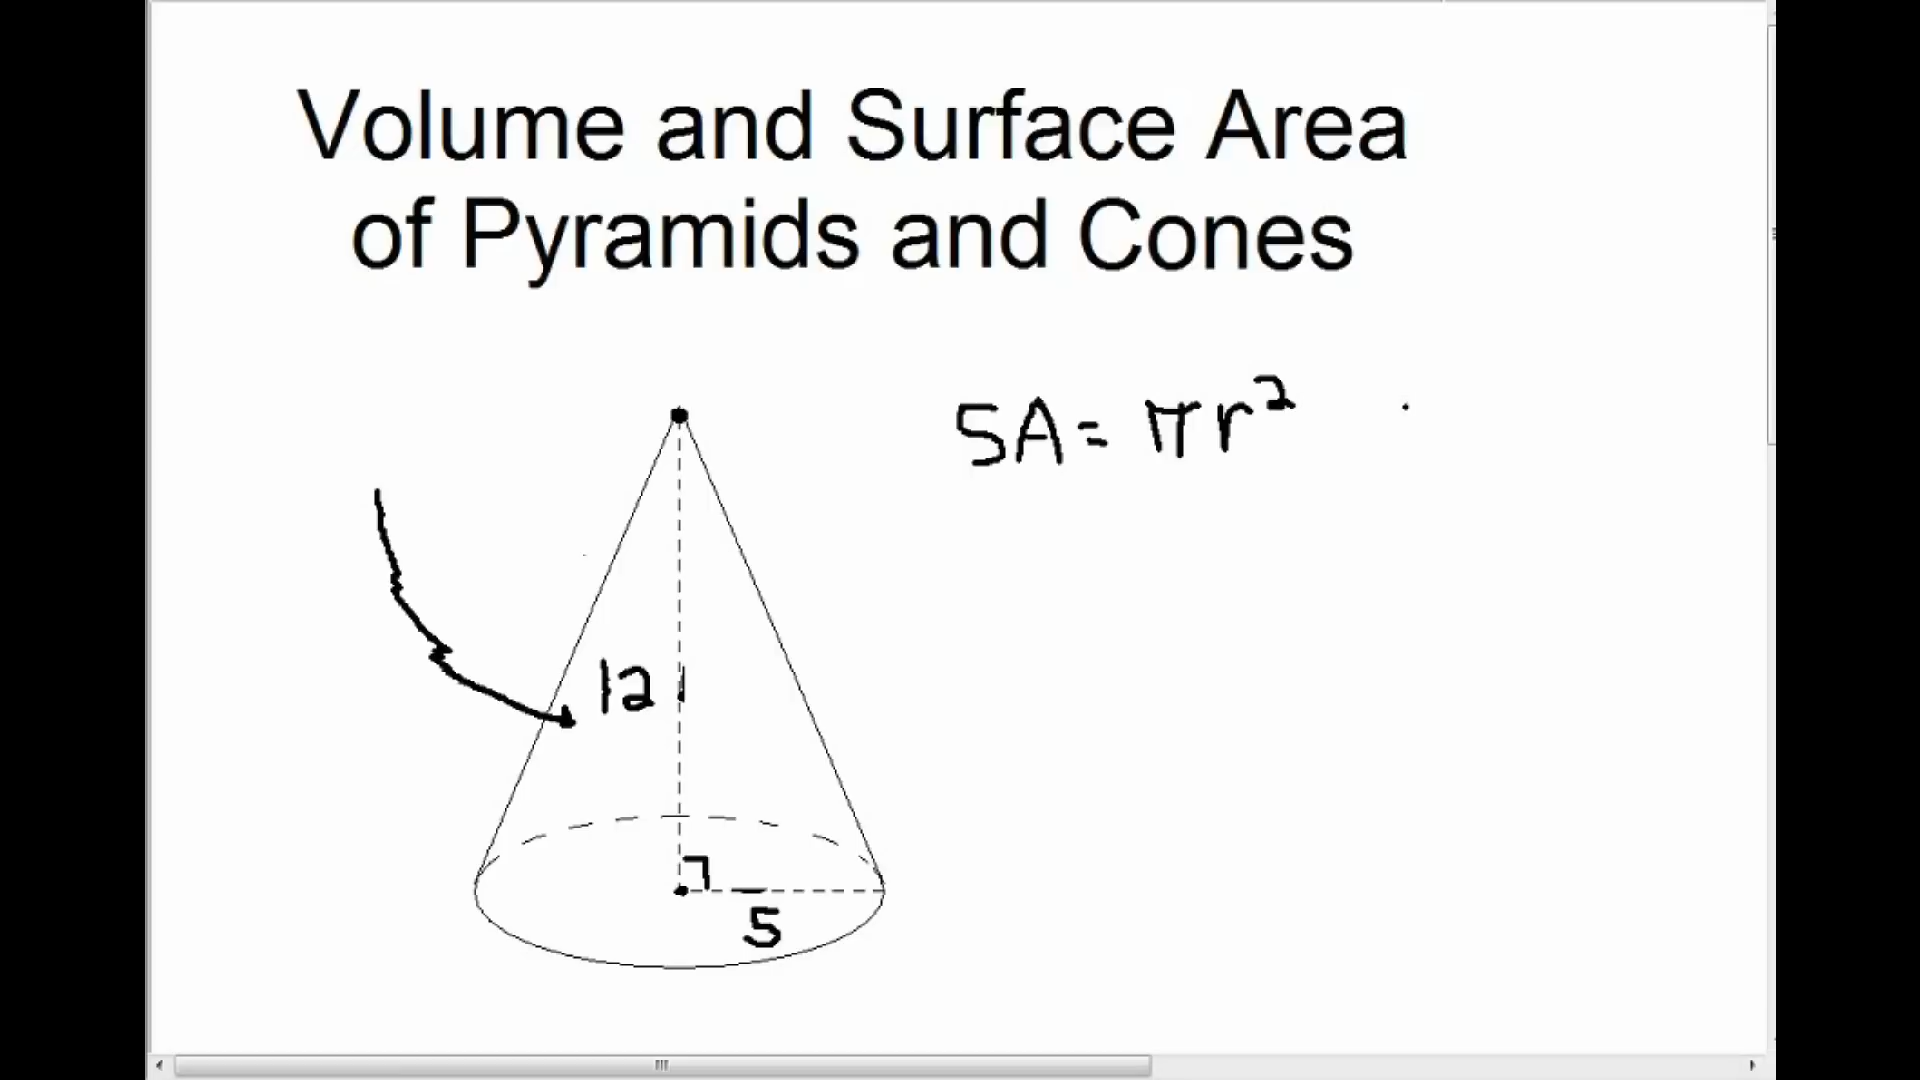 Volume and Surface Area
of Pyramids and Cones
SA = πr²
12
5